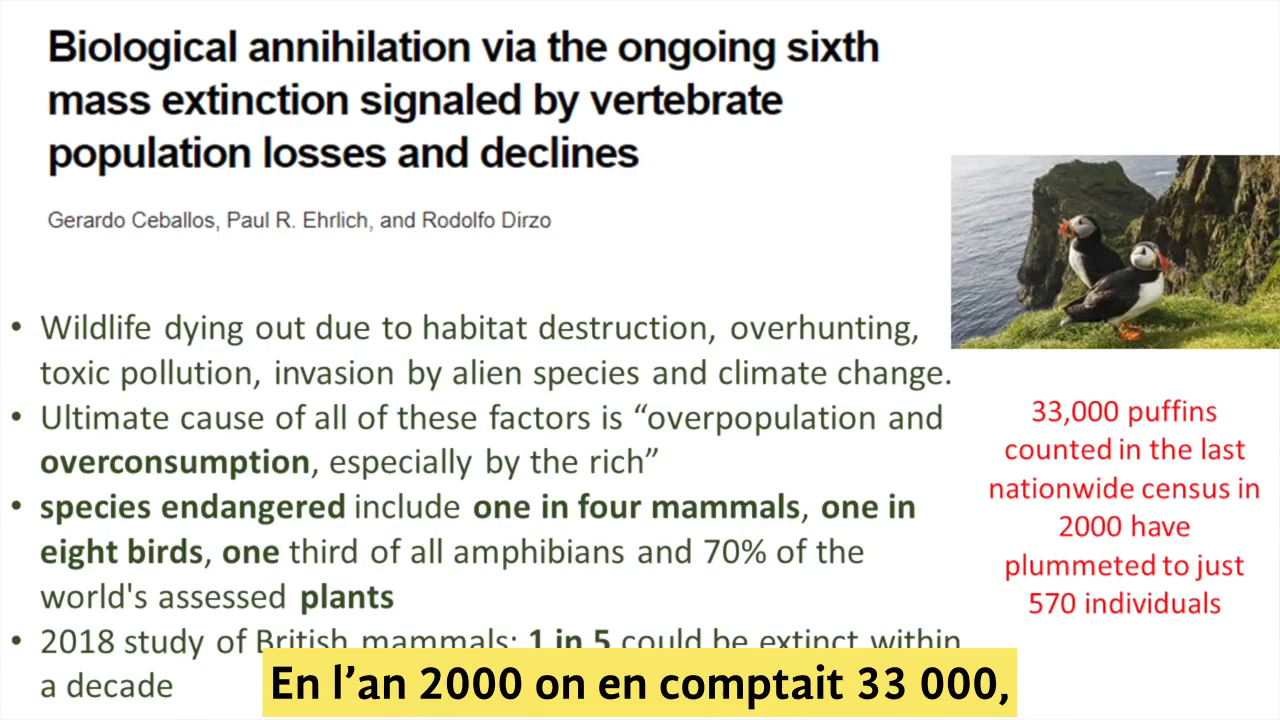 Biological annihilation via the ongoing sixth
mass extinction signaled by vertebrate
population losses and declines
Gerardo Ceballos, Paul R. Ehrlich, and Rodolfo Dirzo
• Wildlife dying out due to habitat destruction, overhunting,
toxic pollution, invasion by alien species and climate change.
• Ultimate cause of all of these factors is “overpopulation and
overconsumption, especially by the rich”
• species endangered include one in four mammals, one in
eight birds, one third of all amphibians and 70% of the
world's assessed plants
• 2018 study of British mammals: 1 in 5 could be extinct within
a decade
33,000 puffins
counted in the last
nationwide census in
2000 have
plummeted to just
570 individuals
En l’an 2000 on en comptait 33 000,